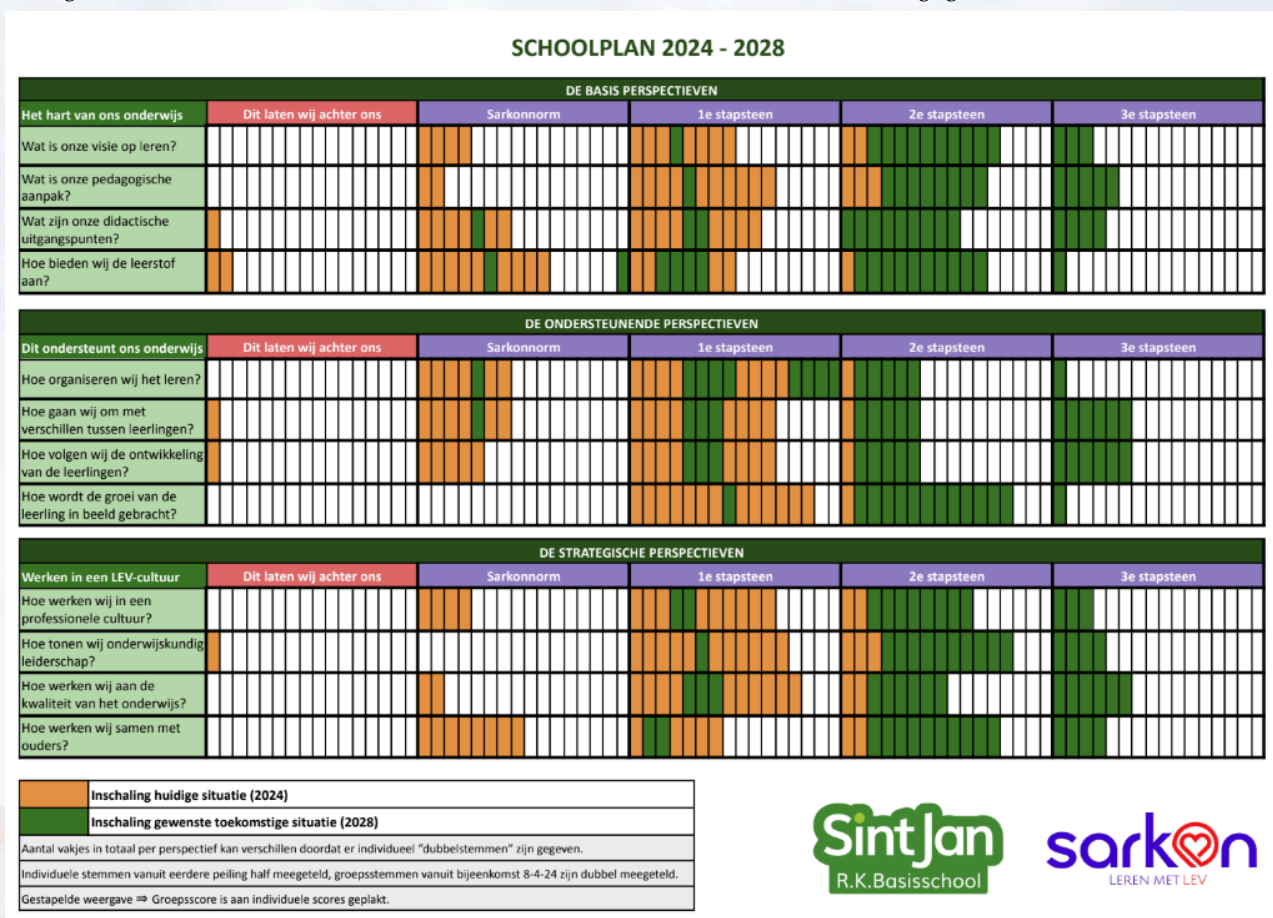 SCHOOLPLAN 2024 - 2028
DE BASIS PERSPECTIEVEN
Het hart van ons onderwijs Dit laten wij achter ons Sarkonnorm 1e stapsteen 2e stapsteen 3e stapsteen
Wat is onze visie op leren?
Wat is onze pedagogische
aanpak?
Wat zijn onze didactische
uitgangspunten?
Hoe bieden wij de leerstof
aan?
DE ONDERSTEUNENDE PERSPECTIEVEN
Dit ondersteunt ons onderwijs Dit laten wij achter ons Sarkonnorm 1e stapsteen 2e stapsteen 3e stapsteen
Hoe organiseren wij het leren?
Hoe gaan wij om met
verschillen tussen leerlingen?
Hoe volgen wij de ontwikkeling
van de leerlingen?
Hoe wordt de groei van de
leerling in beeld gebracht?
DE STRATEGISCHE PERSPECTIEVEN
Werken in een LEV-cultuur Dit laten wij achter ons Sarkonnorm 1e stapsteen 2e stapsteen 3e stapsteen
Hoe werken wij in een
professionele cultuur?
Hoe tonen wij onderwijskundig
leiderschap?
Hoe werken wij aan de
kwaliteit van het onderwijs?
Hoe werken wij samen met
ouders?
Inschaling huidige situatie (2024)
Inschaling gewenste toekomstige situatie (2028)
Aantal vakjes in totaal per perspectief kan verschillen doordat er individueel “dubbelstemmen” zijn gegeven.
Individuele stemmen vanuit eerdere peiling half meegeteld, groepsstemmen vanuit bijeenkomst 8-4-24 zijn dubbel meegeteld.
Gestapelde weergave ⇒ Groepsscore is aan individuele scores geplakt.
Sint Jan
R.K.Basisschool
sarkon
LEREN MET LEV